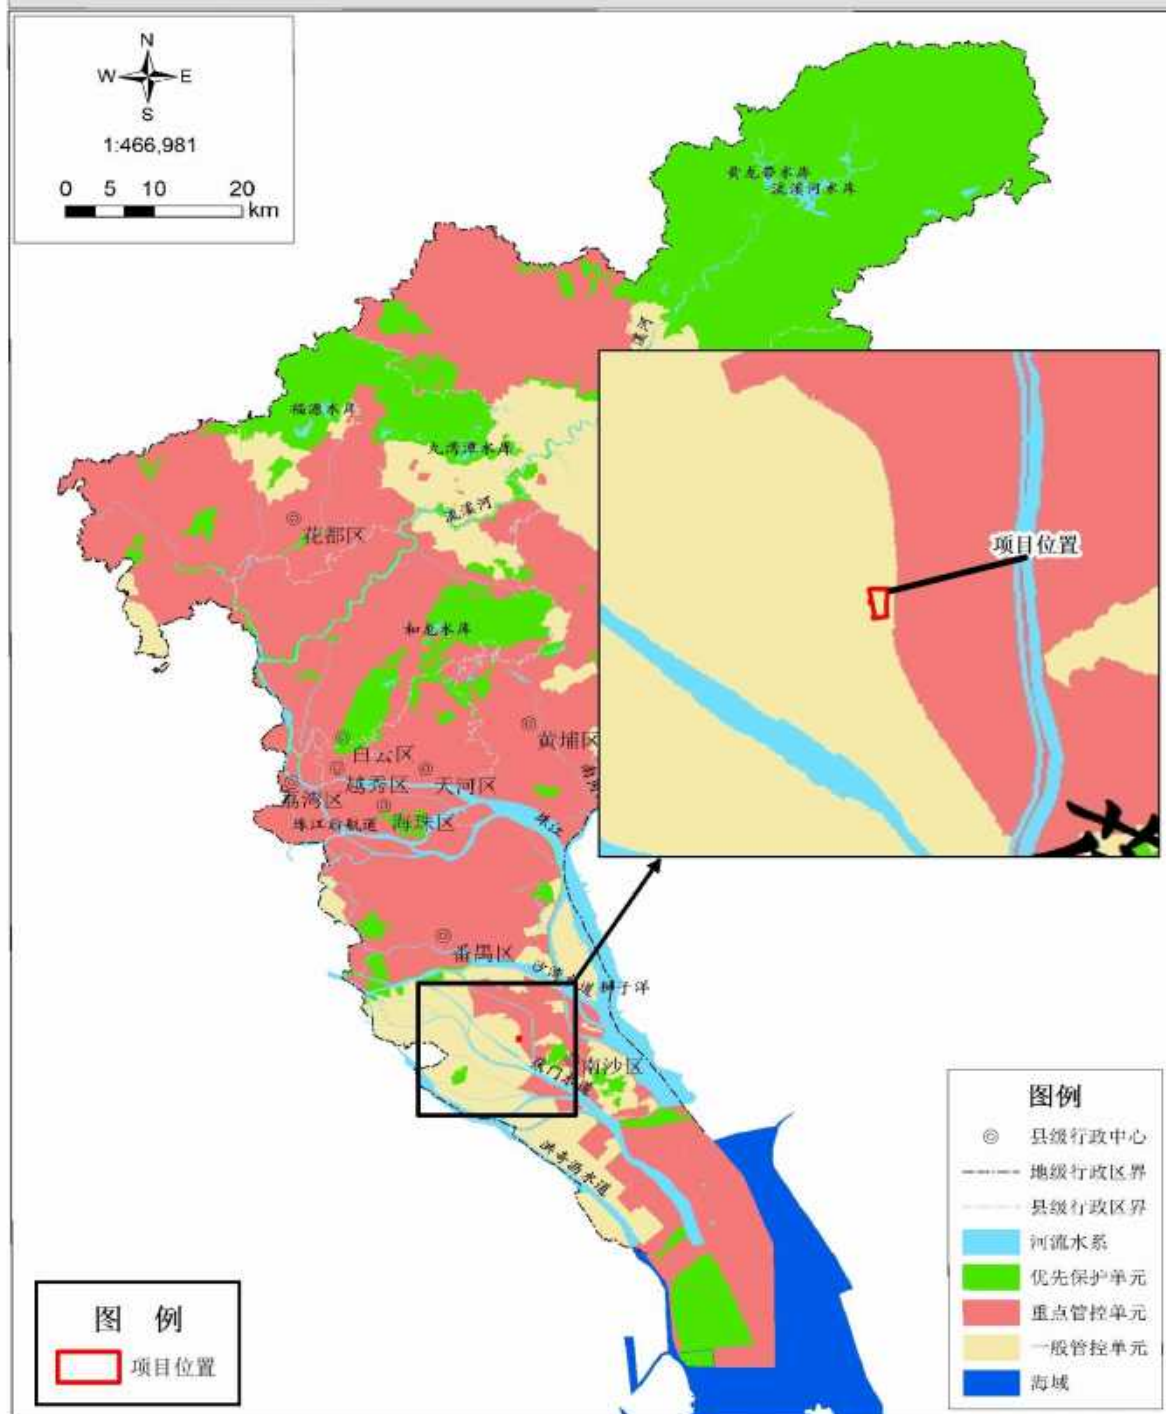 N
W E
S
1:466,981
0 5 10 20
km
黄龙带水库
流溪河水库
福源水库
九湾潭水库
流溪河
花都区
项目位置
和龙水库
黄埔区
白云区
越秀区
天河区
荔湾区
海珠区
珠江后航道
珠江
番禺区
沙湾水道
狮子洋
南沙区
蕉门水道
洪奇沥水道
图例
县级行政中心
地级行政区界
县级行政区界
河流水系
优先保护单元
重点管控单元
一般管控单元
海域
图 例
项目位置